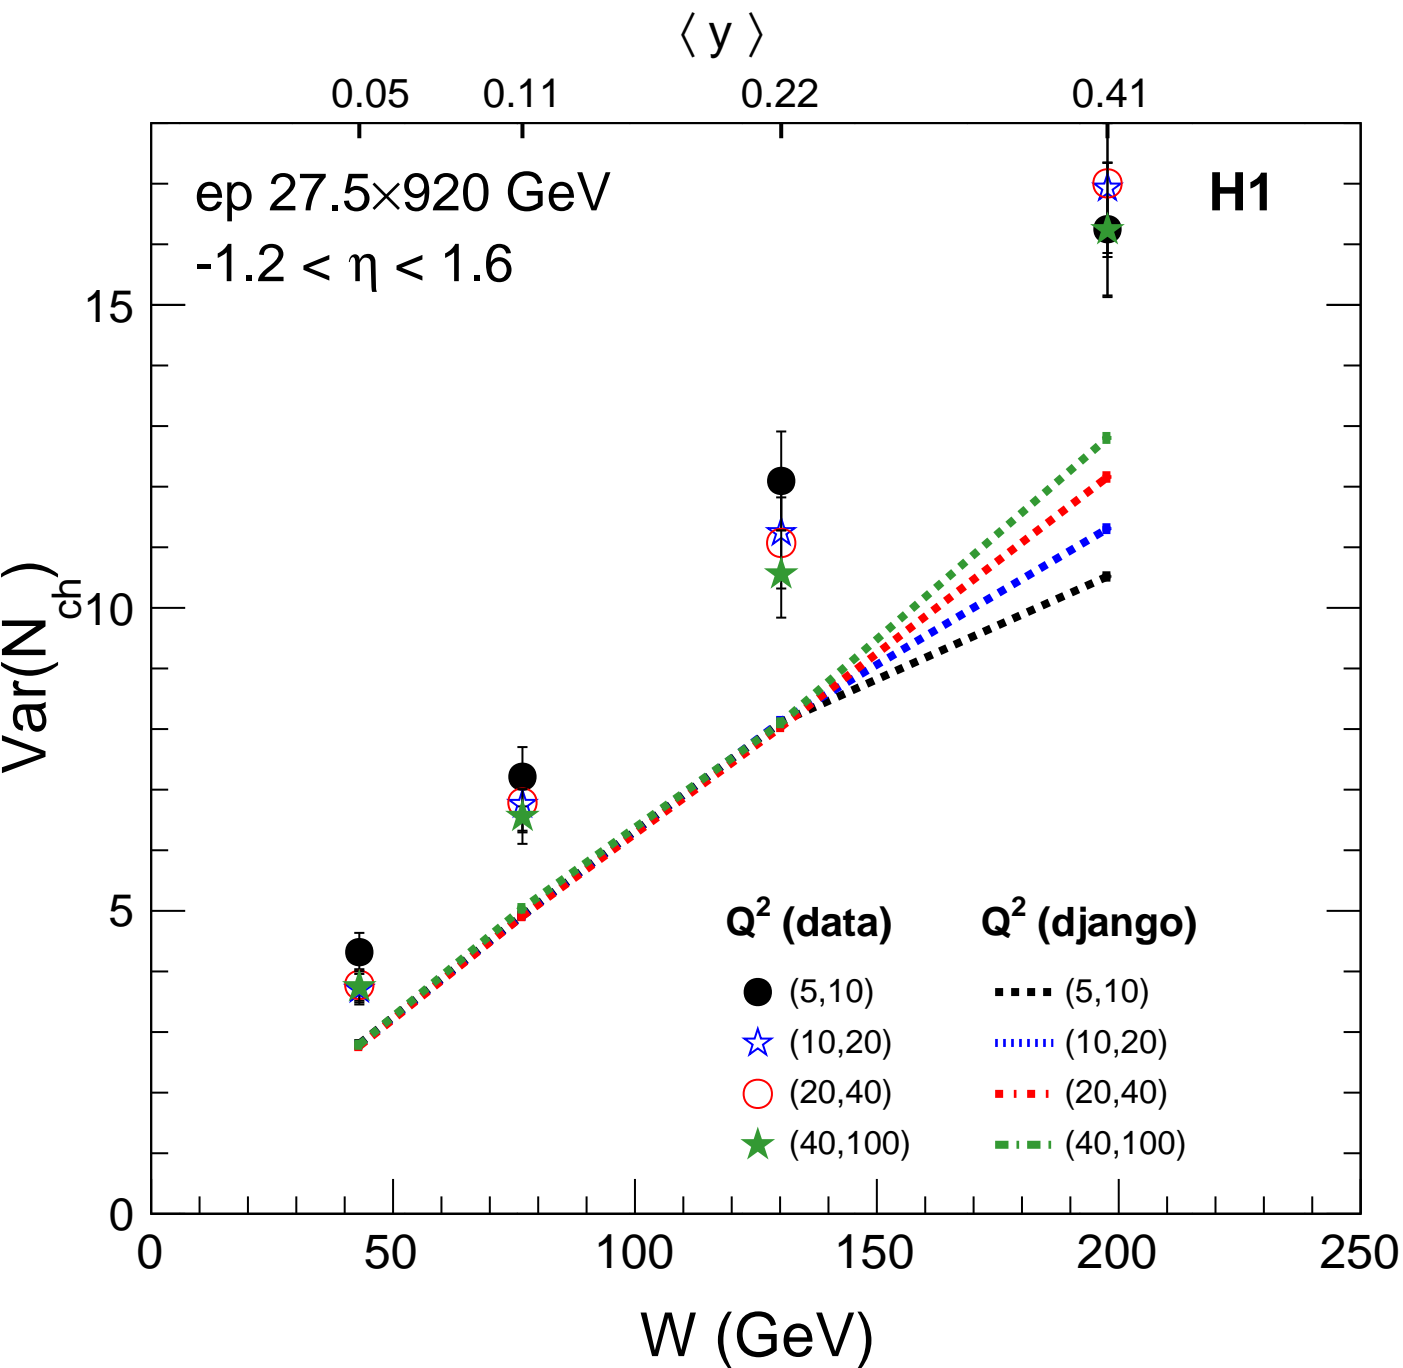 ⟨ y ⟩
0.05 0.11 0.22 0.41
ep 27.5×920 GeV
H1
-1.2 < η < 1.6
15
10
5
0
Var(N_ch)
Q² (data) Q² (django)
(5,10) (5,10)
(10,20) (10,20)
(20,40) (20,40)
(40,100) (40,100)
0 50 100 150 200 250
W (GeV)